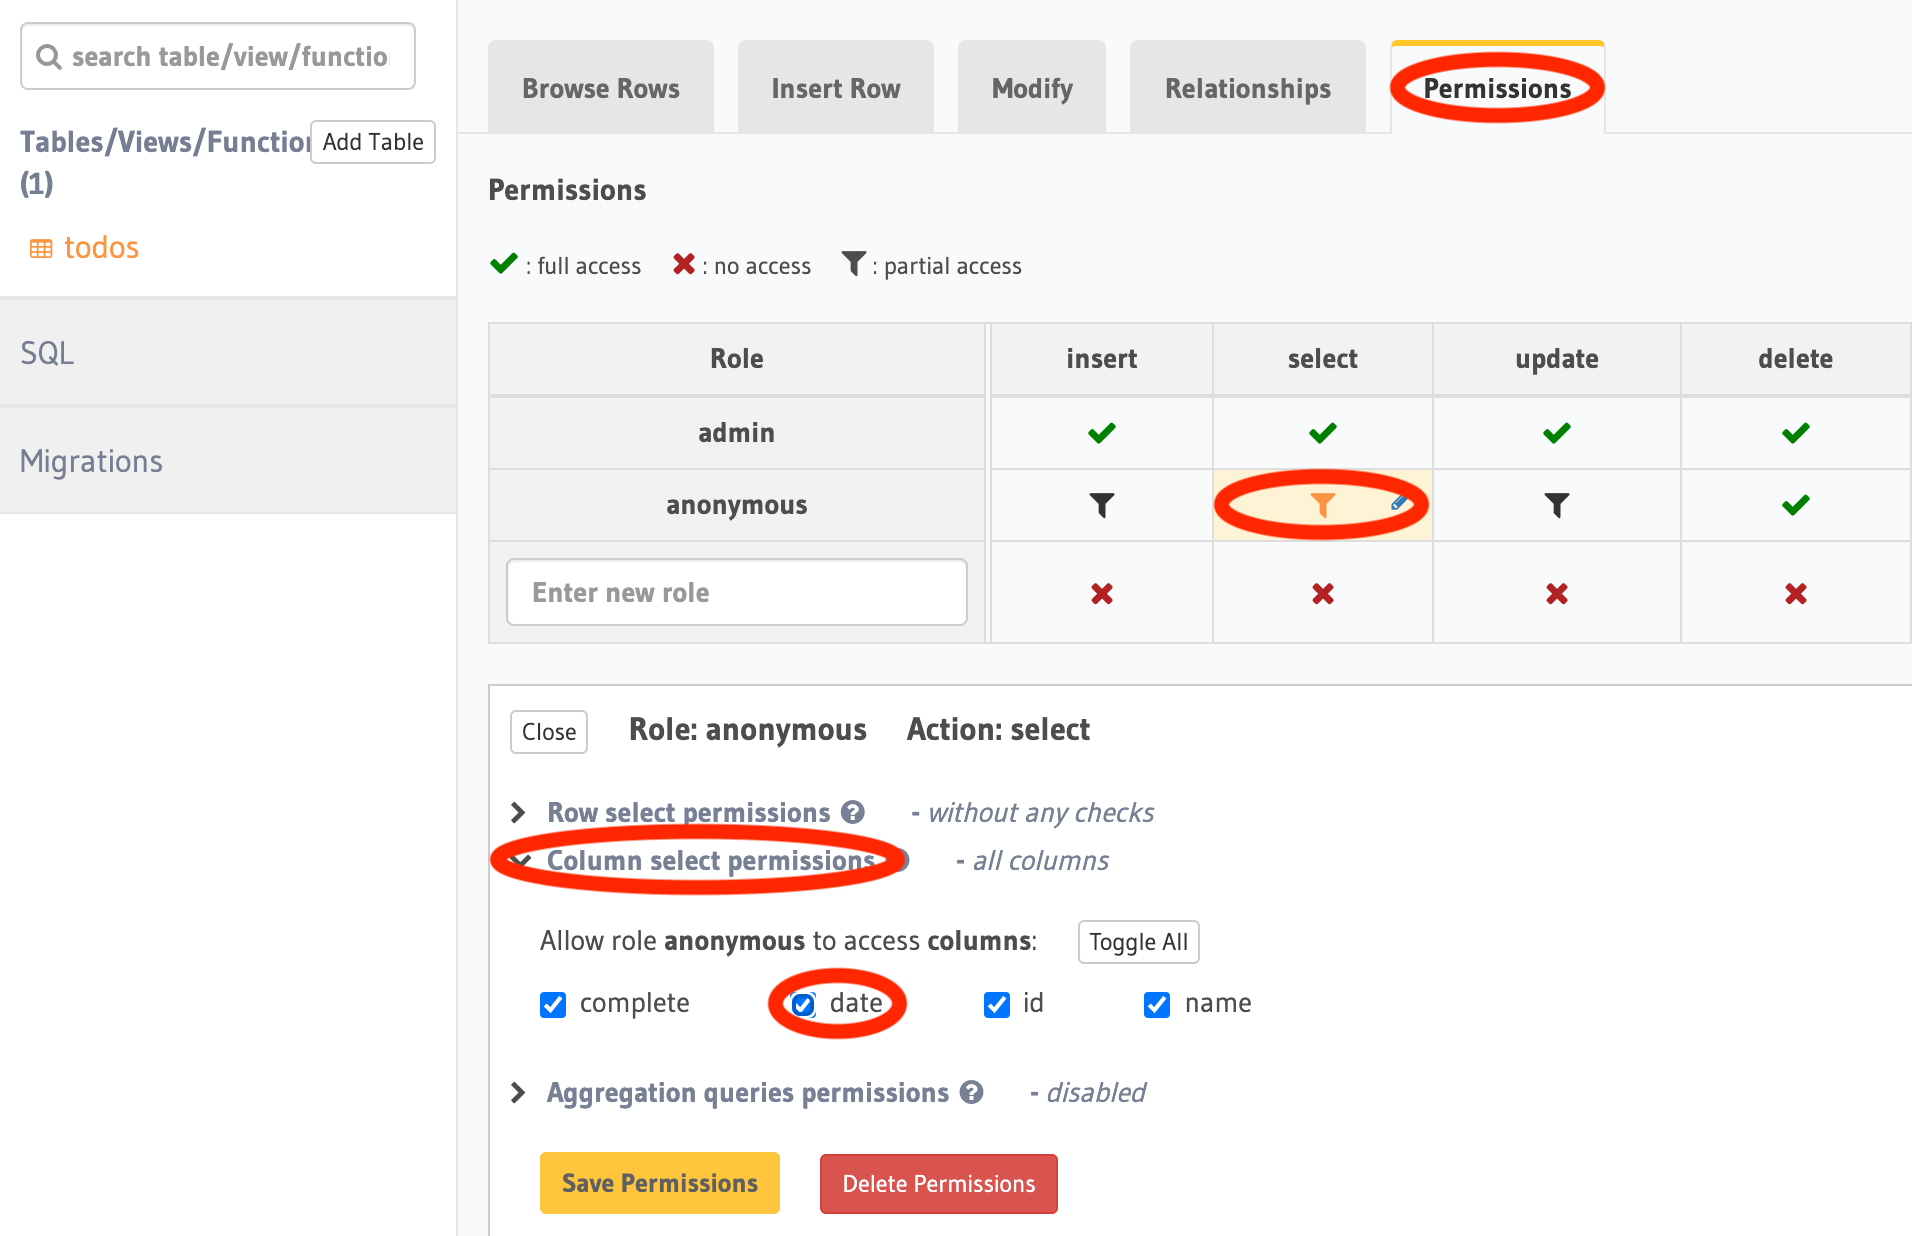 search table/view/functio
Tables/Views/Function
Add Table
(1)
todos
SQL
Migrations
Browse Rows
Insert Row
Modify
Relationships
Permissions
Permissions
: full access
: no access
: partial access
Role insert select update delete
admin
anonymous
Enter new role
Close
Role: anonymous Action: select
Row select permissions ? - without any checks
Column select permissions - all columns
Allow role anonymous to access columns:
Toggle All
complete date id name
Aggregation queries permissions ? - disabled
Save Permissions
Delete Permissions